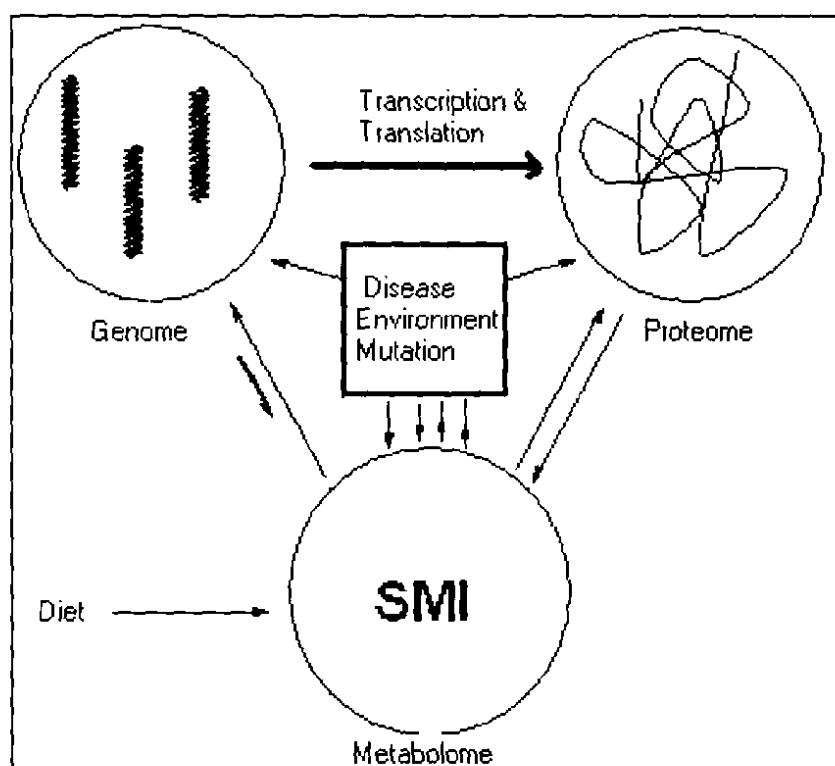 Transcription &
Translation
Disease
Environment
Mutation
Genome
Proteome
SMI
Diet
Metabolome